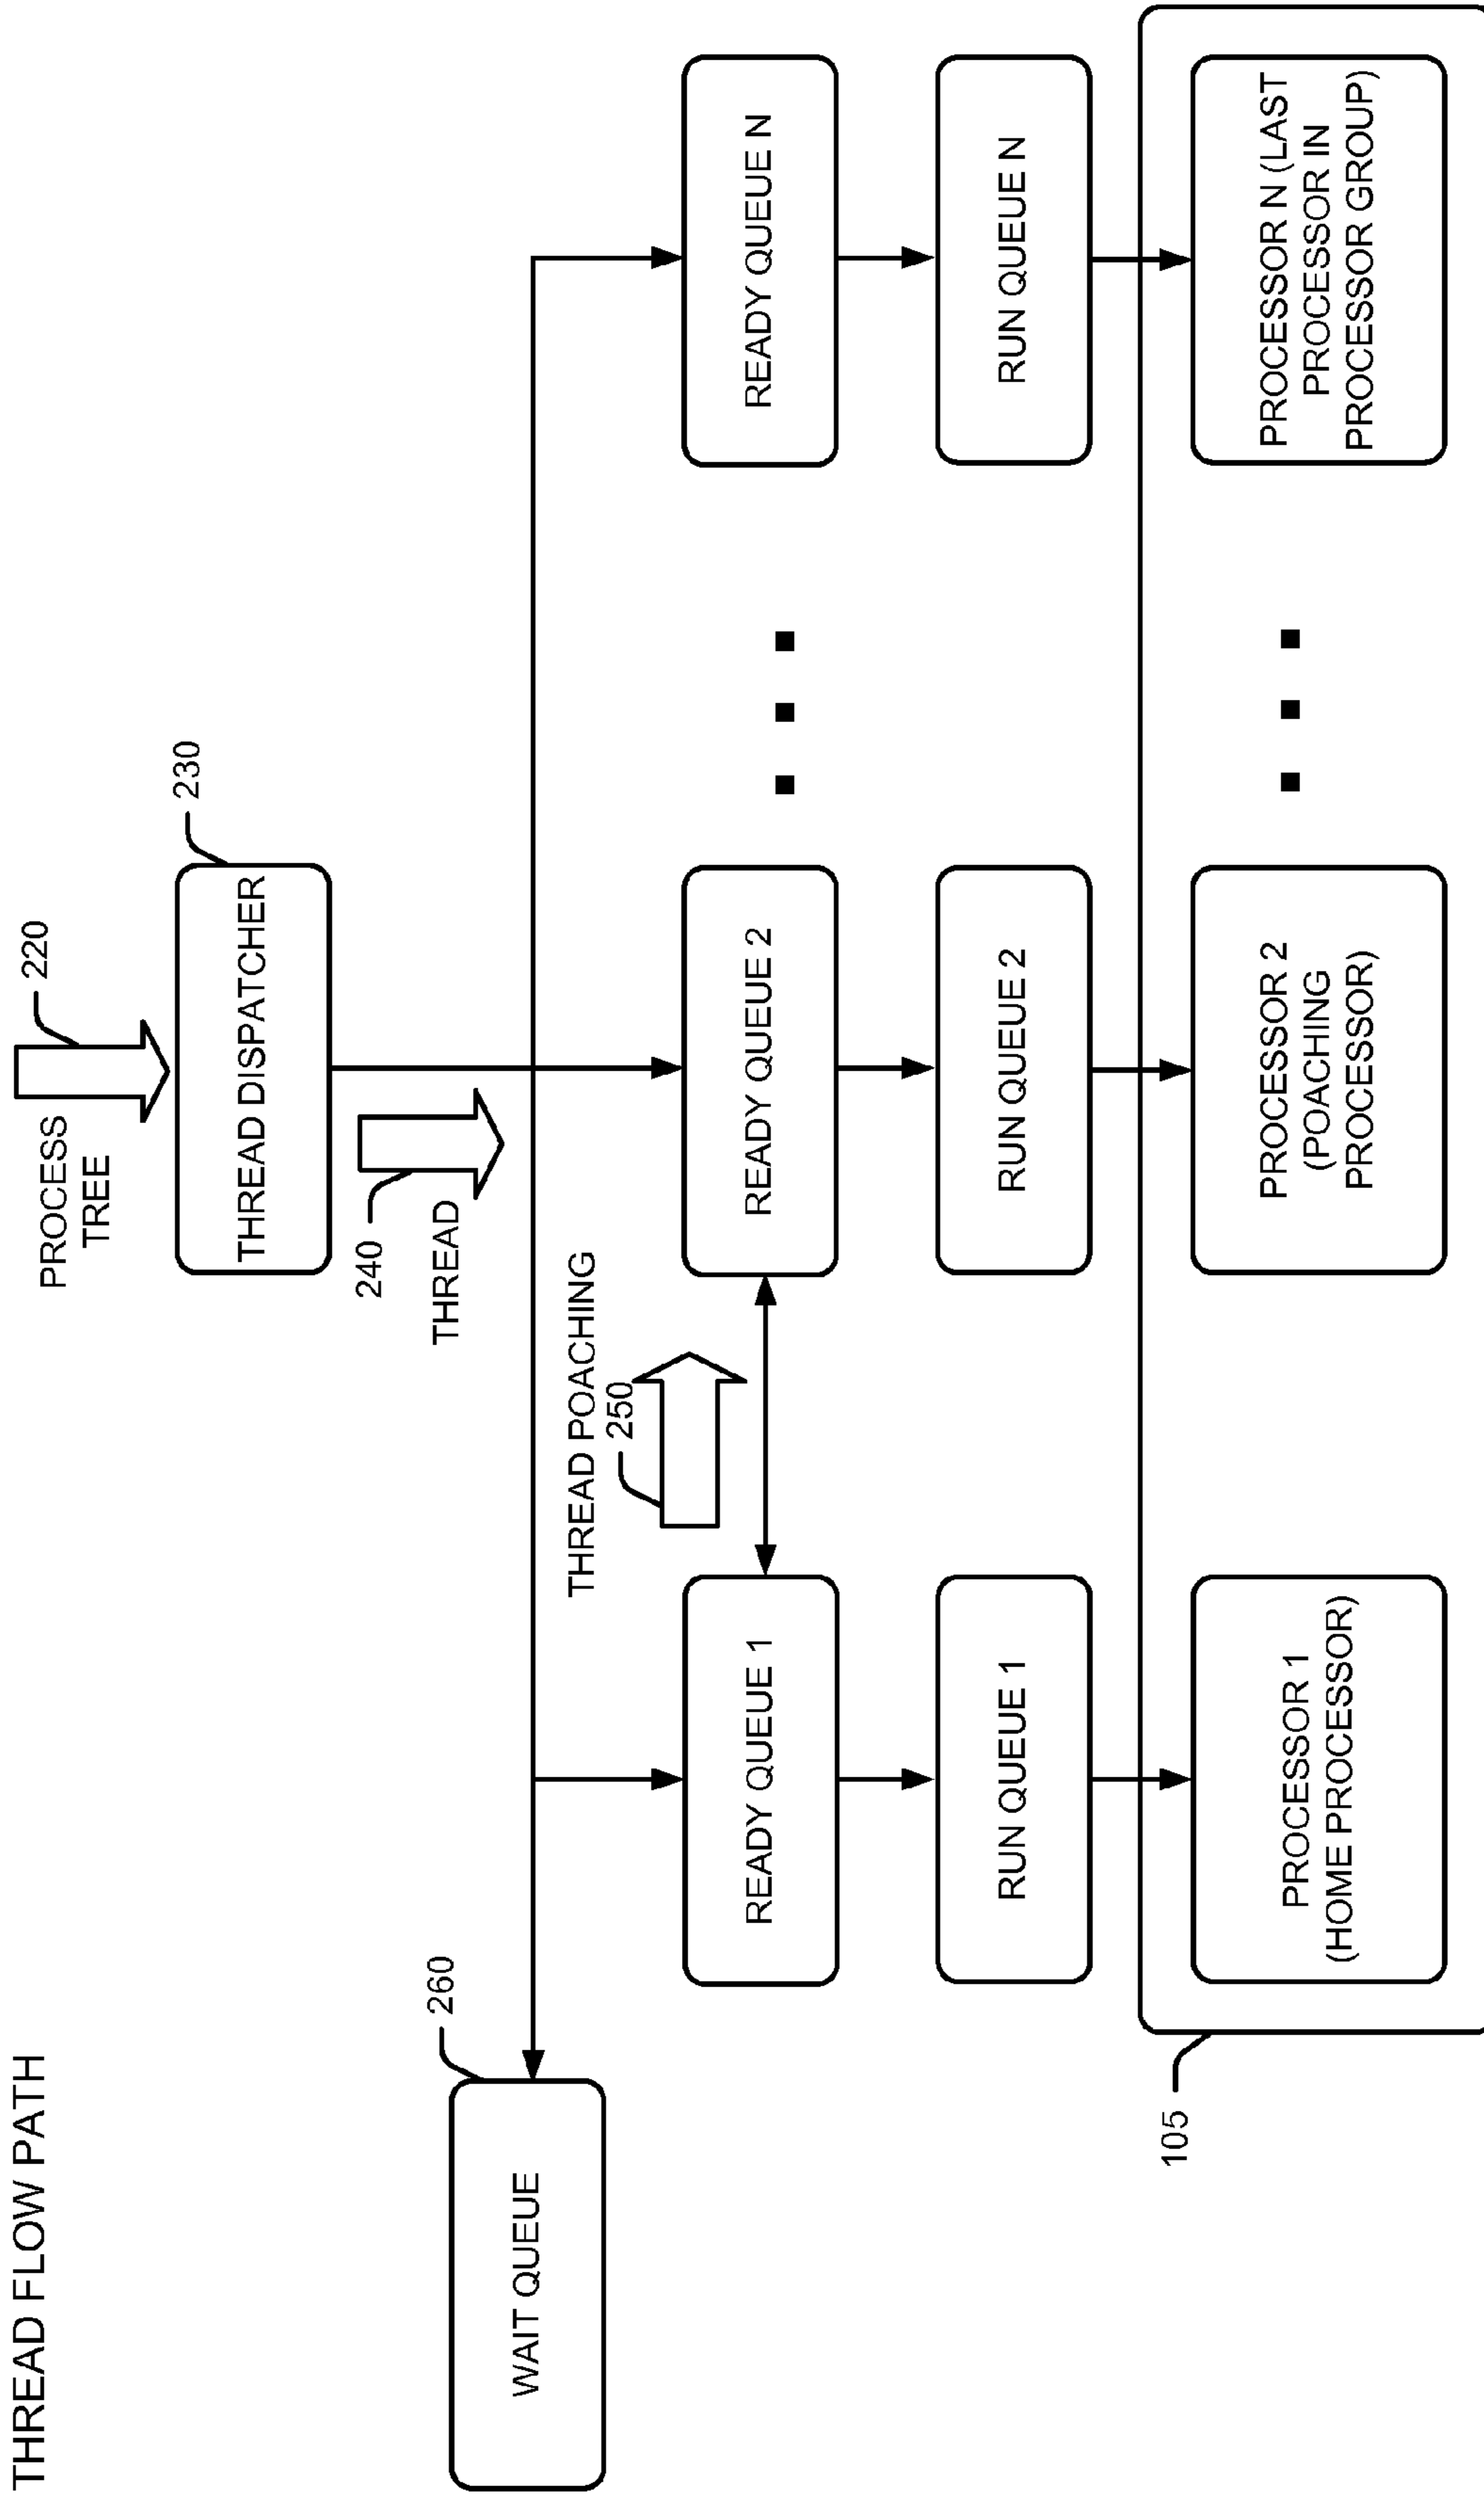 THREAD FLOW PATH
PROCESS
TREE
220
THREAD DISPATCHER
230
240
THREAD
260
WAIT QUEUE
THREAD POACHING
250
READY QUEUE 1
READY QUEUE 2
READY QUEUE N
RUN QUEUE 1
RUN QUEUE 2
RUN QUEUE N
105
PROCESSOR 1
(HOME PROCESSOR)
PROCESSOR 2
(POACHING
PROCESSOR)
PROCESSOR N (LAST
PROCESSOR IN
PROCESSOR GROUP)